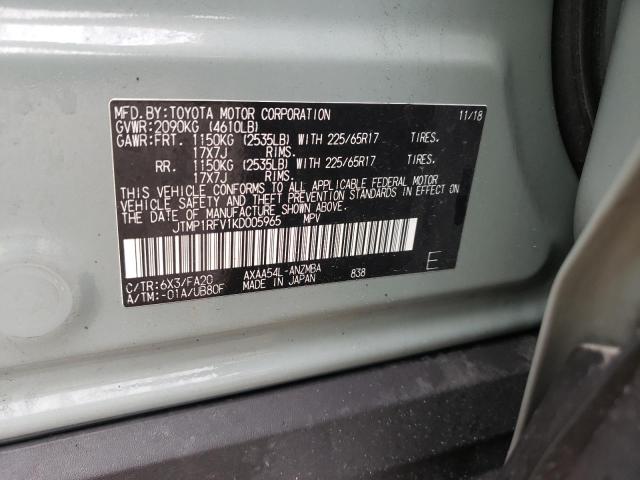 MFD.BY:TOYOTA MOTOR CORPORATION 11/18
GVWR:2090KG (4610LB)
GAWR:FRT. 1150KG (2535LB) WITH 225/65R17 TIRES.
17X7J RIMS.
RR. 1150KG (2535LB) WITH 225/65R17 TIRES.
17X7J RIMS.
THIS VEHICLE CONFORMS TO ALL APPLICABLE FEDERAL MOTOR
VEHICLE SAFETY AND THEFT PREVENTION STANDARDS IN EFFECT ON
THE DATE OF MANUFACTURE SHOWN ABOVE.
JTMP1RFV1KD005965 MPV
C/TR:6X3/FA20 AXAA54L-ANZMBA 838 E
A/TM:-01A/UB80F MADE IN JAPAN